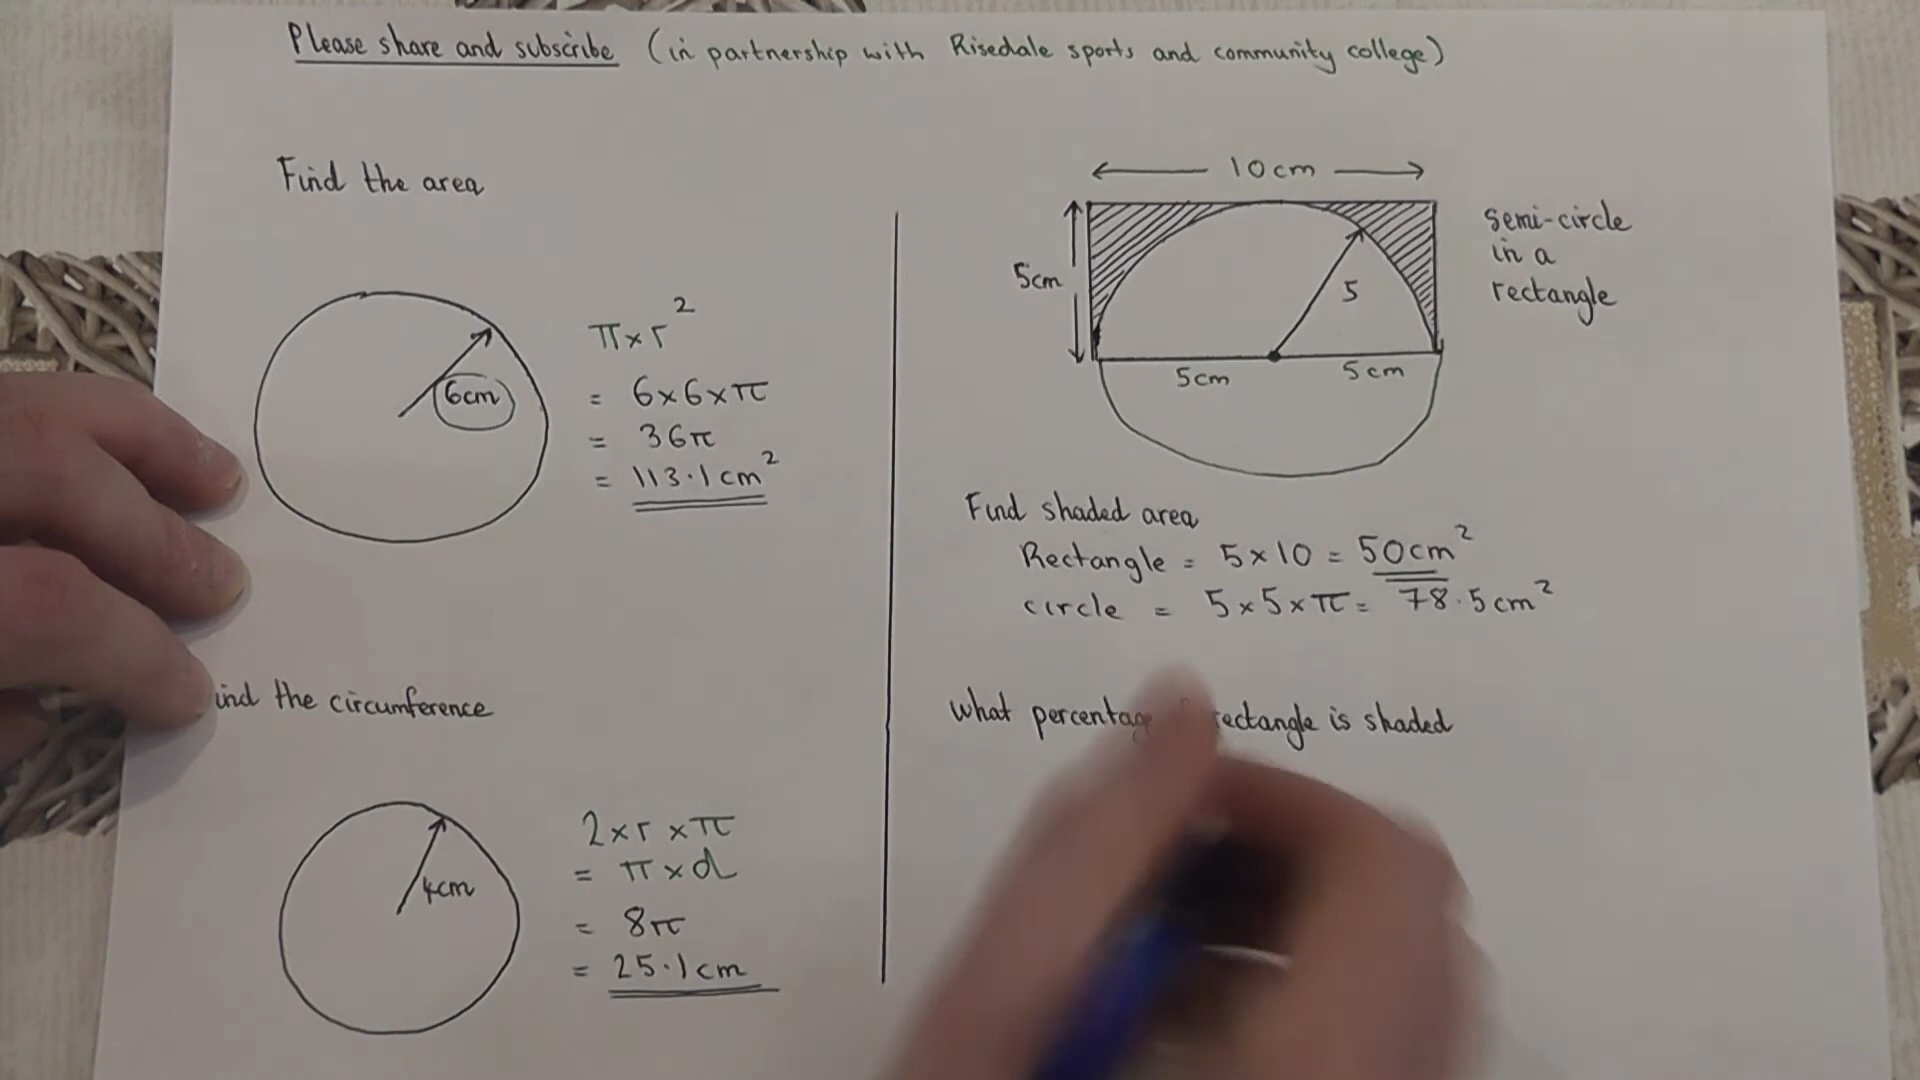 Please share and subscribe (in partnership with Risedale sports and community college)
Find the area
6cm
π×r²
= 6×6×π
= 36π
= 113·1cm²
ind the circumference
4cm
2×r×π
= π×d
= 8π
= 25·1cm
10cm
5cm
5
5cm
5cm
semi-circle
in a
rectangle
Find shaded area
Rectangle = 5×10 = 50cm²
circle = 5×5×π = 78·5cm²
What percentag rectangle is shaded